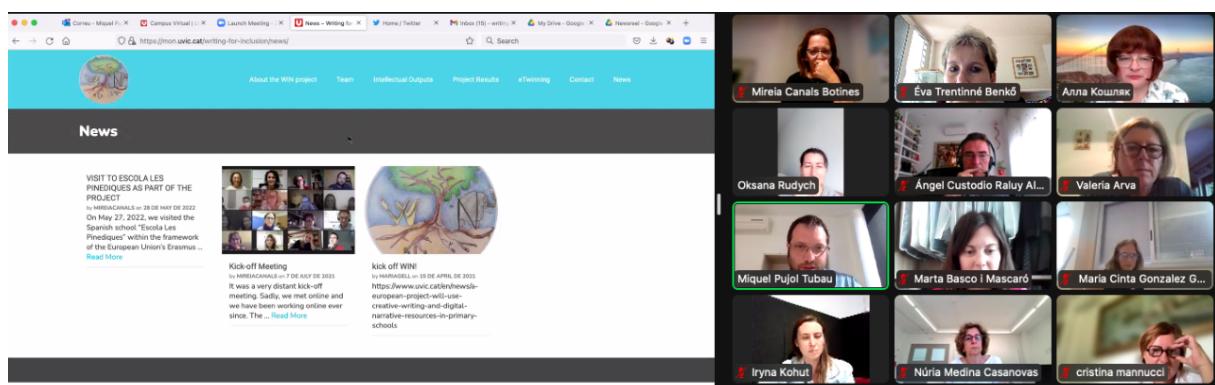 Correu - Miquel Pu
Campus Virtual | U
Launch Meeting - Z
News – Writing for
Home / Twitter
Inbox (15) - writing
My Drive - Google
Newsreel - Google
https://mon.uvic.cat/writing-for-inclusion/news/
Search
About the WIN project
Team
Intellectual Outputs
Project Results
eTwinning
Contact
News
News
VISIT TO ESCOLA LES
PINEDIQUES AS PART OF THE
PROJECT
by MIREIACANALS on 28 DE MAY DE 2022
On May 27, 2022, we visited the
Spanish school "Escola Les
Pinediques" within the framework
of the European Union's Erasmus ...
Read More
Kick-off Meeting
by MIREIACANALS on 7 DE JULY DE 2021
It was a very distant kick-off
meeting. Sadly, we met online and
we have been working online ever
since. The ... Read More
kick off WIN!
by MARIAGELL on 15 DE APRIL DE 2021
https://www.uvic.cat/en/news/a-
european-project-will-use-
creative-writing-and-digital-
narrative-resources-in-primary-
schools
Mireia Canals Botines
Éva Trentinné Benkő
Алла Кошляк
Oksana Rudych
Ángel Custodio Raluy Al...
Valeria Arva
Miquel Pujol Tubau
Marta Basco i Mascaró
Maria Cinta Gonzalez G...
Iryna Kohut
Núria Medina Casanovas
cristina mannucci